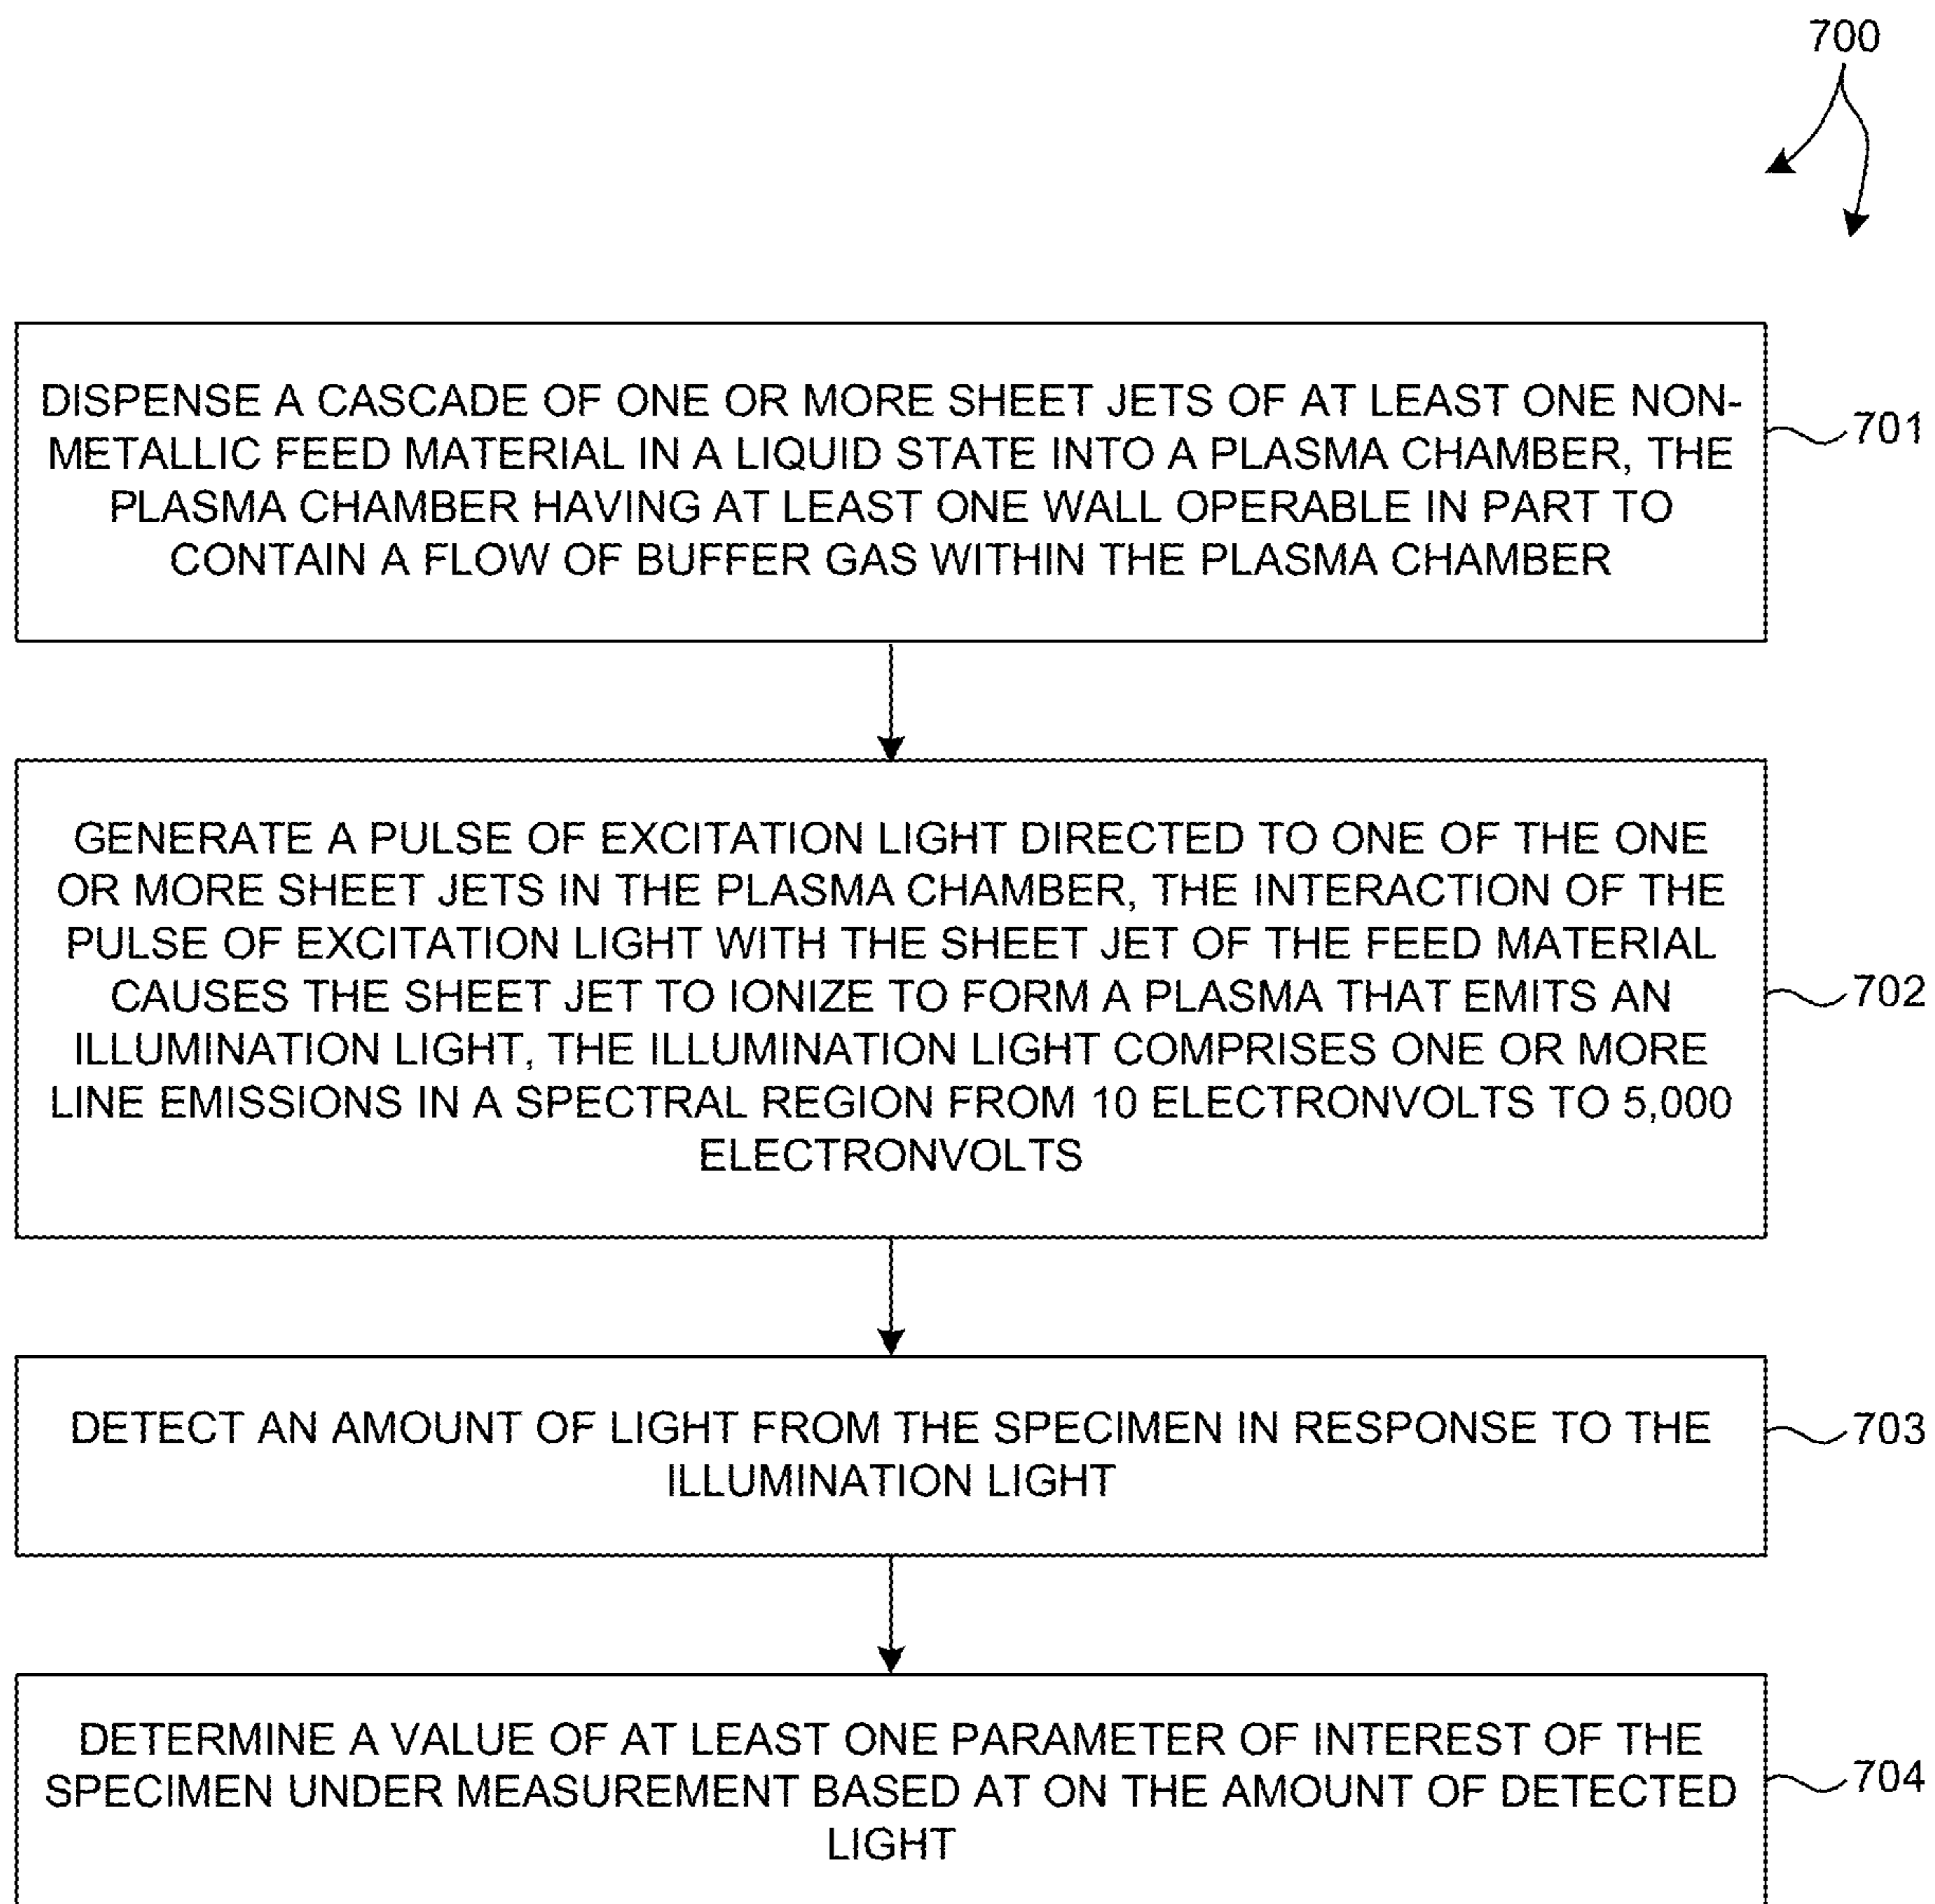 700
DISPENSE A CASCADE OF ONE OR MORE SHEET JETS OF AT LEAST ONE NON-
METALLIC FEED MATERIAL IN A LIQUID STATE INTO A PLASMA CHAMBER, THE
PLASMA CHAMBER HAVING AT LEAST ONE WALL OPERABLE IN PART TO
CONTAIN A FLOW OF BUFFER GAS WITHIN THE PLASMA CHAMBER
701
GENERATE A PULSE OF EXCITATION LIGHT DIRECTED TO ONE OF THE ONE
OR MORE SHEET JETS IN THE PLASMA CHAMBER, THE INTERACTION OF THE
PULSE OF EXCITATION LIGHT WITH THE SHEET JET OF THE FEED MATERIAL
CAUSES THE SHEET JET TO IONIZE TO FORM A PLASMA THAT EMITS AN
ILLUMINATION LIGHT, THE ILLUMINATION LIGHT COMPRISES ONE OR MORE
LINE EMISSIONS IN A SPECTRAL REGION FROM 10 ELECTRONVOLTS TO 5,000
ELECTRONVOLTS
702
DETECT AN AMOUNT OF LIGHT FROM THE SPECIMEN IN RESPONSE TO THE
ILLUMINATION LIGHT
703
DETERMINE A VALUE OF AT LEAST ONE PARAMETER OF INTEREST OF THE
SPECIMEN UNDER MEASUREMENT BASED AT ON THE AMOUNT OF DETECTED
LIGHT
704